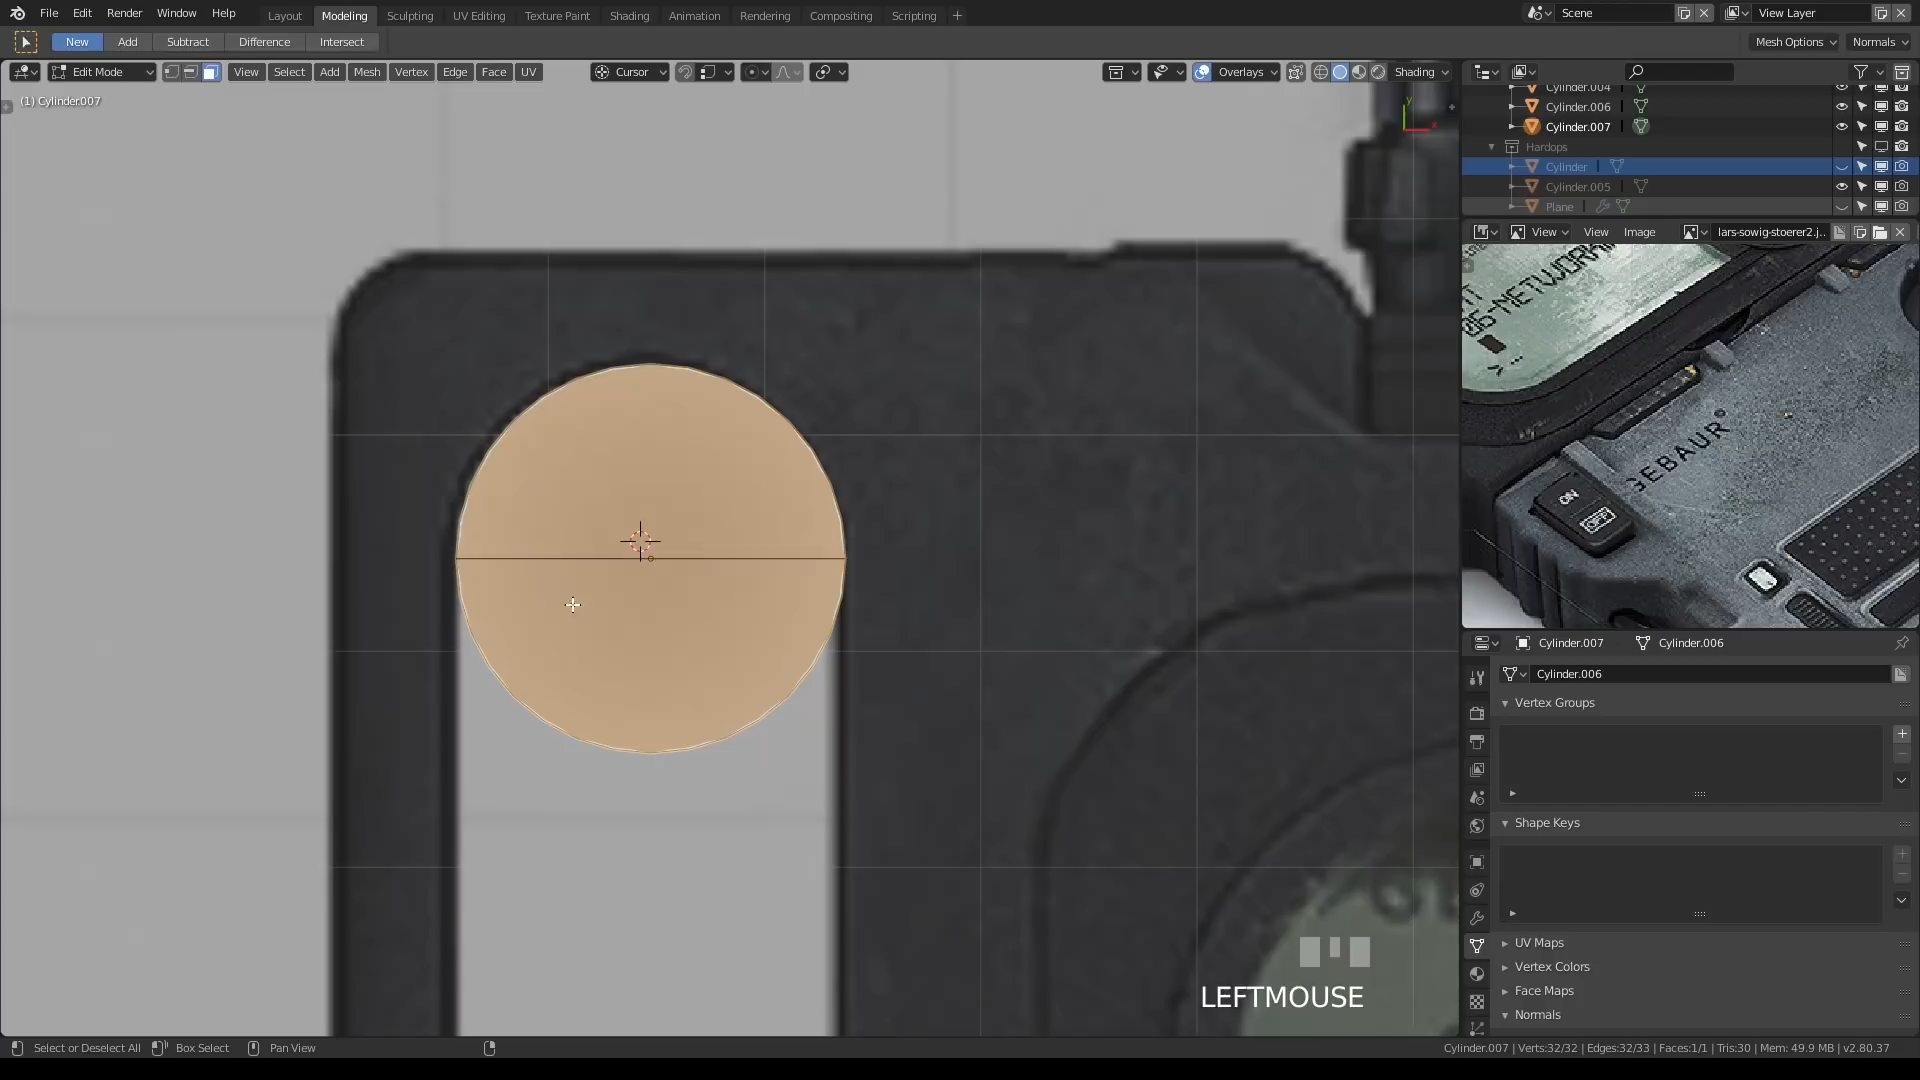 File Edit Render Window Help Layout Modeling Sculpting UV Editing Texture Paint Shading Animation Rendering Compositing Scripting + Scene View Layer
New Add Subtract Difference Intersect Mesh Options Normals
Edit Mode View Select Add Mesh Vertex Edge Face UV Cursor Overlays Shading
(1) Cylinder.007
y
x
Cylinder.004
Cylinder.006
Cylinder.007
Hardops
Cylinder
Cylinder.005
Plane
View View Image lars-sowig-stoerer2.j..
06-NETWORK
GEBAUR
ON
OFF!
Cylinder.007 Cylinder.006
Cylinder.006
Vertex Groups
Shape Keys
UV Maps
Vertex Colors
Face Maps
Normals
LEFTMOUSE
Select or Deselect All Box Select Pan View Cylinder.007 | Verts:32/32 | Edges:32/33 | Faces:1/1 | Tris:30 | Mem: 49.9 MB | v2.80.37